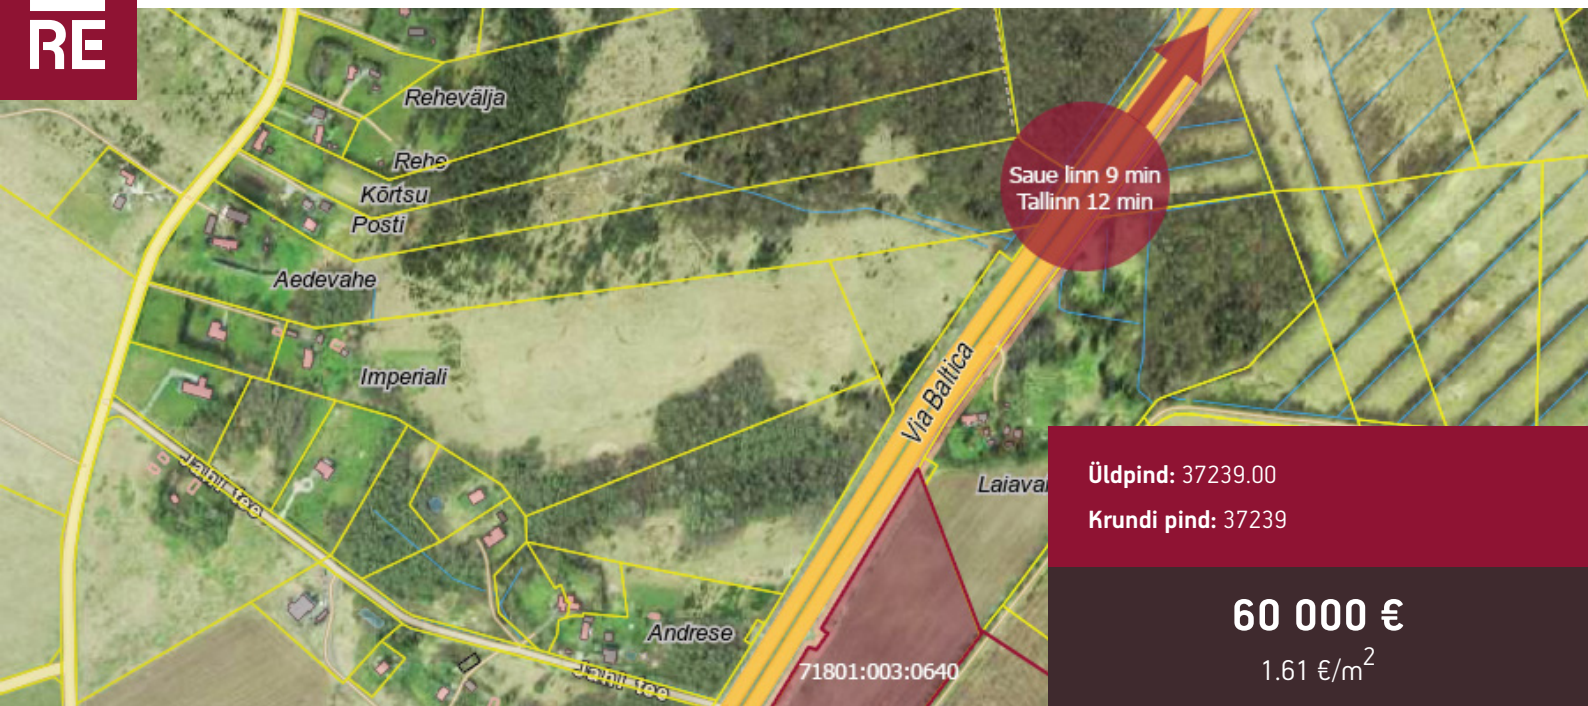 RE
Rehevälja
Rehe
Kõrtsu
Posti
Aedevahe
Imperiali
Saue linn 9 min
Tallinn 12 min
Via Baltica
Jahi tee
Andrese
Jahi tee
71801:003:0640
Üldpind: 37239.00
Krundi pind: 37239
60 000 €
1.61 €/m²